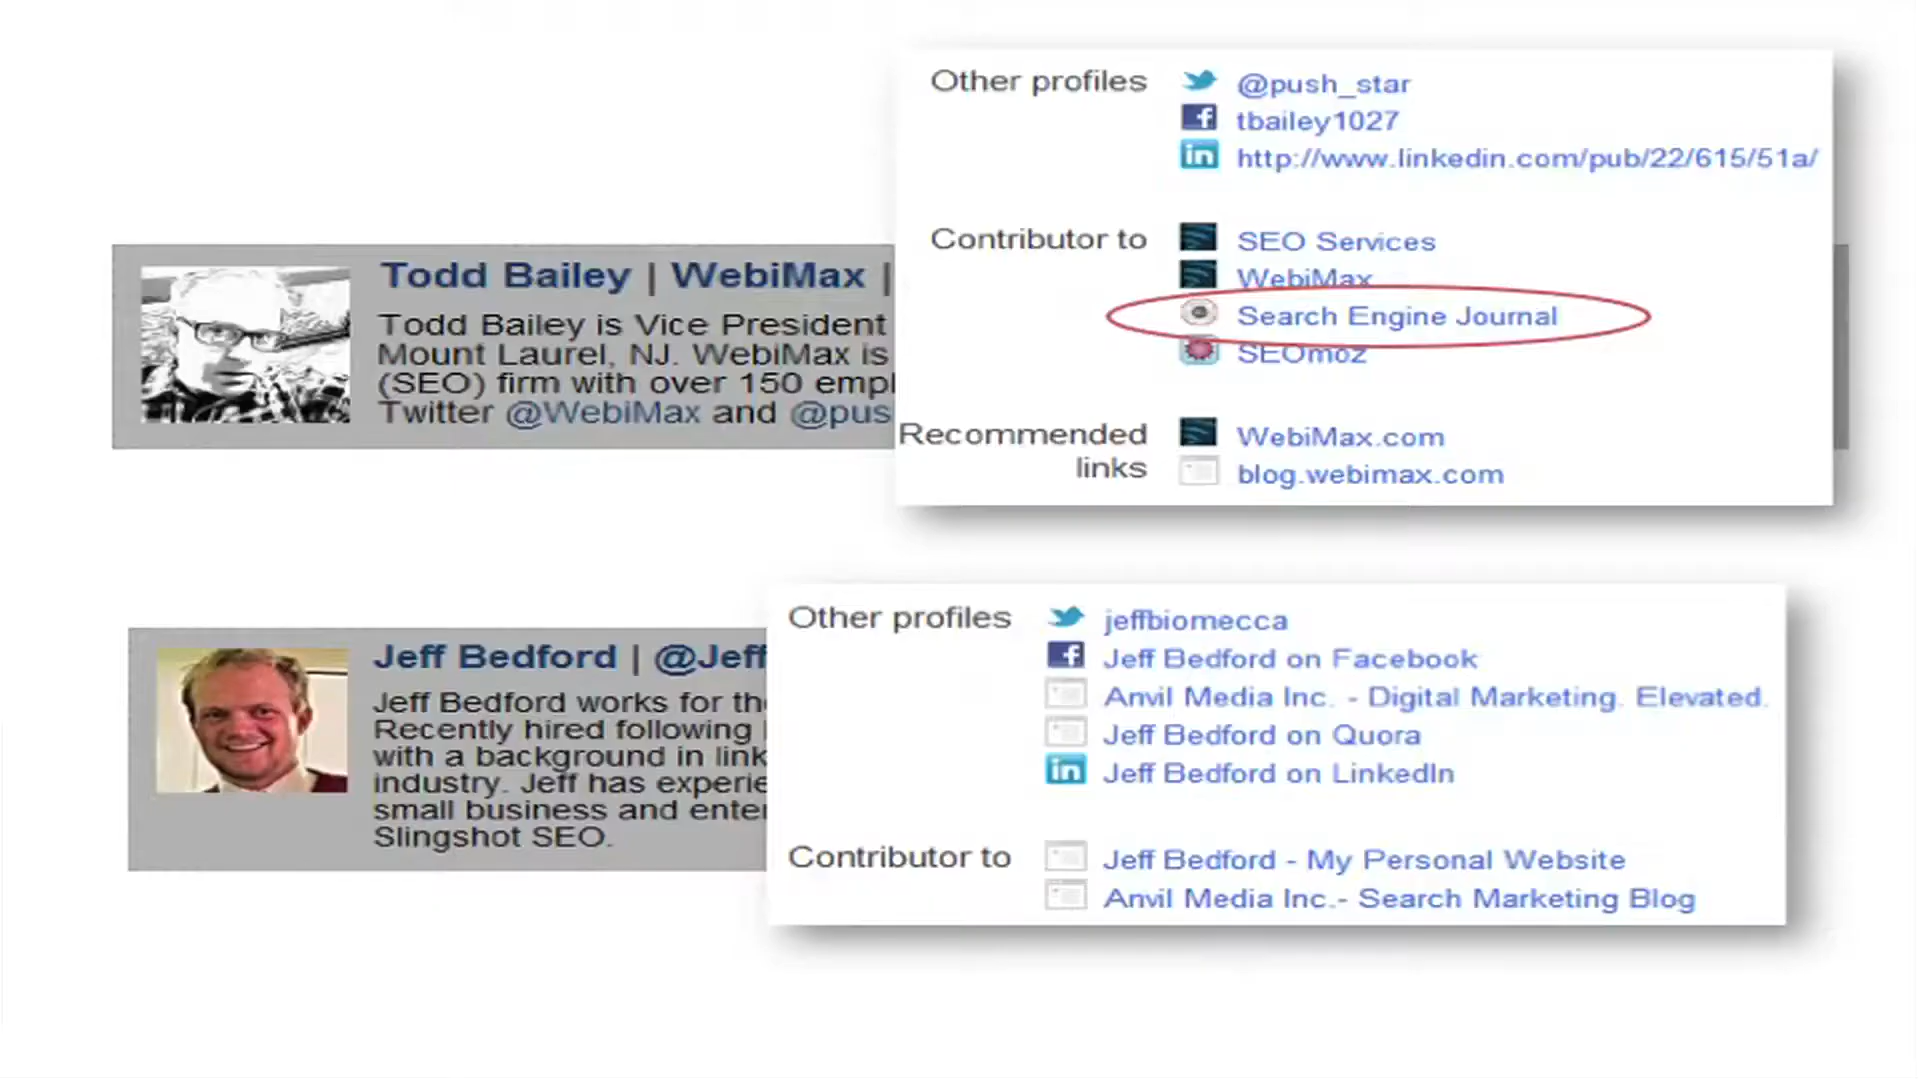 Other profiles
@push_star
tbailey1027
http://www.linkedin.com/pub/22/615/51a/
Contributor to
SEO Services
WebiMax
Search Engine Journal
SEOmoz
Recommended
links
WebiMax.com
blog.webimax.com
Todd Bailey | WebiMax |
Todd Bailey is Vice President
Mount Laurel, NJ. WebiMax is
(SEO) firm with over 150 empl
Twitter @WebiMax and @pus
Other profiles
jeffbiomecca
Jeff Bedford on Facebook
Anvil Media Inc. - Digital Marketing. Elevated.
Jeff Bedford on Quora
Jeff Bedford on LinkedIn
Contributor to
Jeff Bedford - My Personal Website
Anvil Media Inc.- Search Marketing Blog
Jeff Bedford | @Jeff
Jeff Bedford works for th
Recently hired following
with a background in link
industry. Jeff has experie
small business and enter
Slingshot SEO.